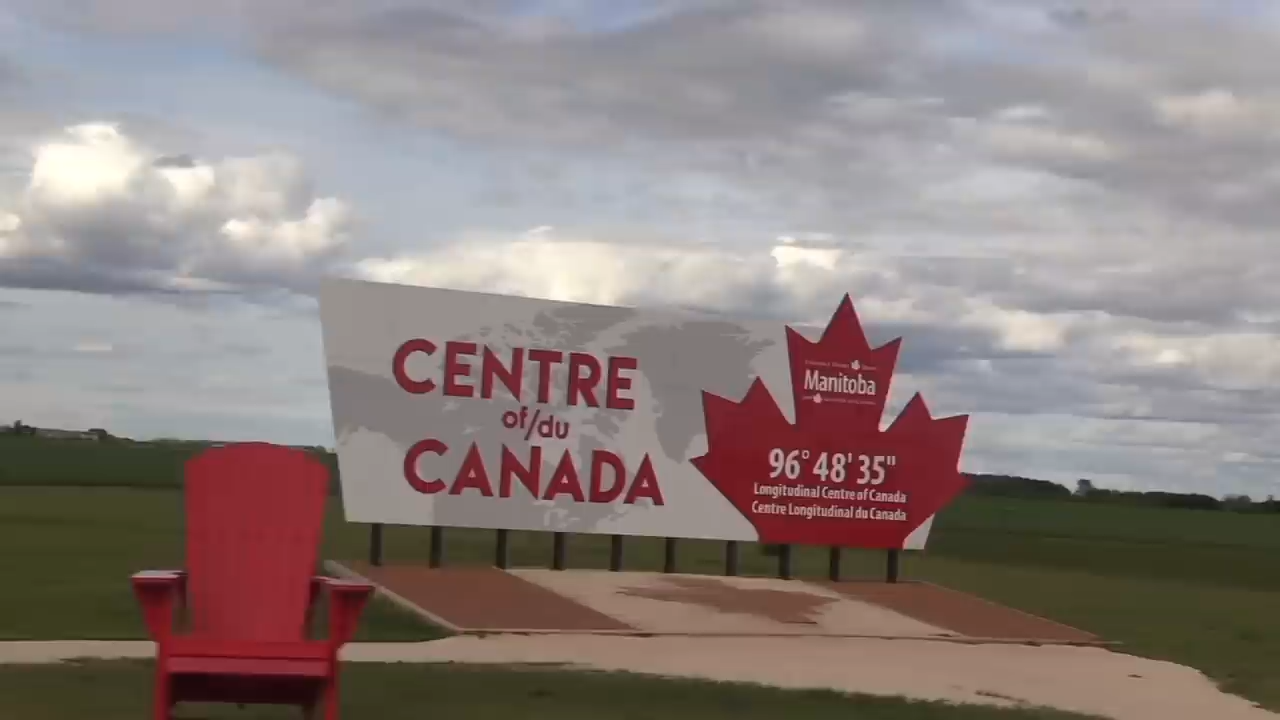 CENTRE
of/du
CANADA
Manitoba
96° 48' 35"
Longitudinal Centre of Canada
Centre Longitudinal du Canada